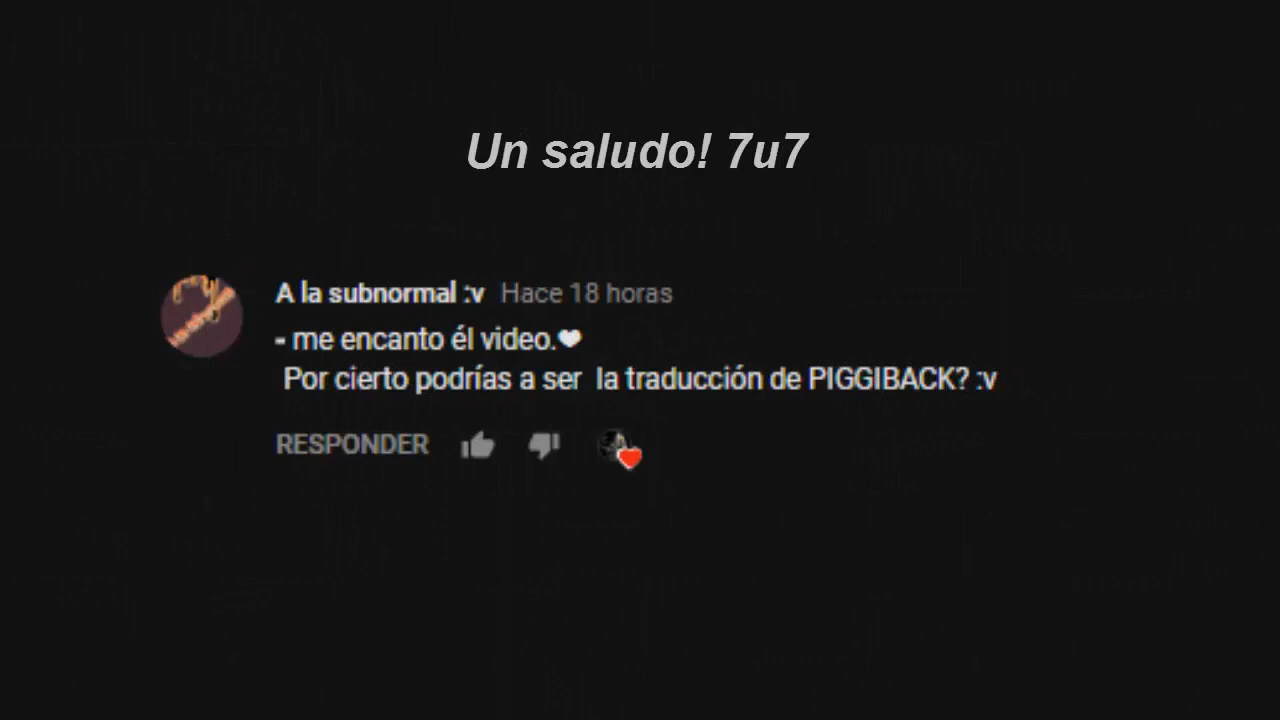 Un saludo! 7u7
A la subnormal :v Hace 18 horas
- me encanto él video.❤
Por cierto podrías a ser la traducción de PIGGIBACK? :v
RESPONDER